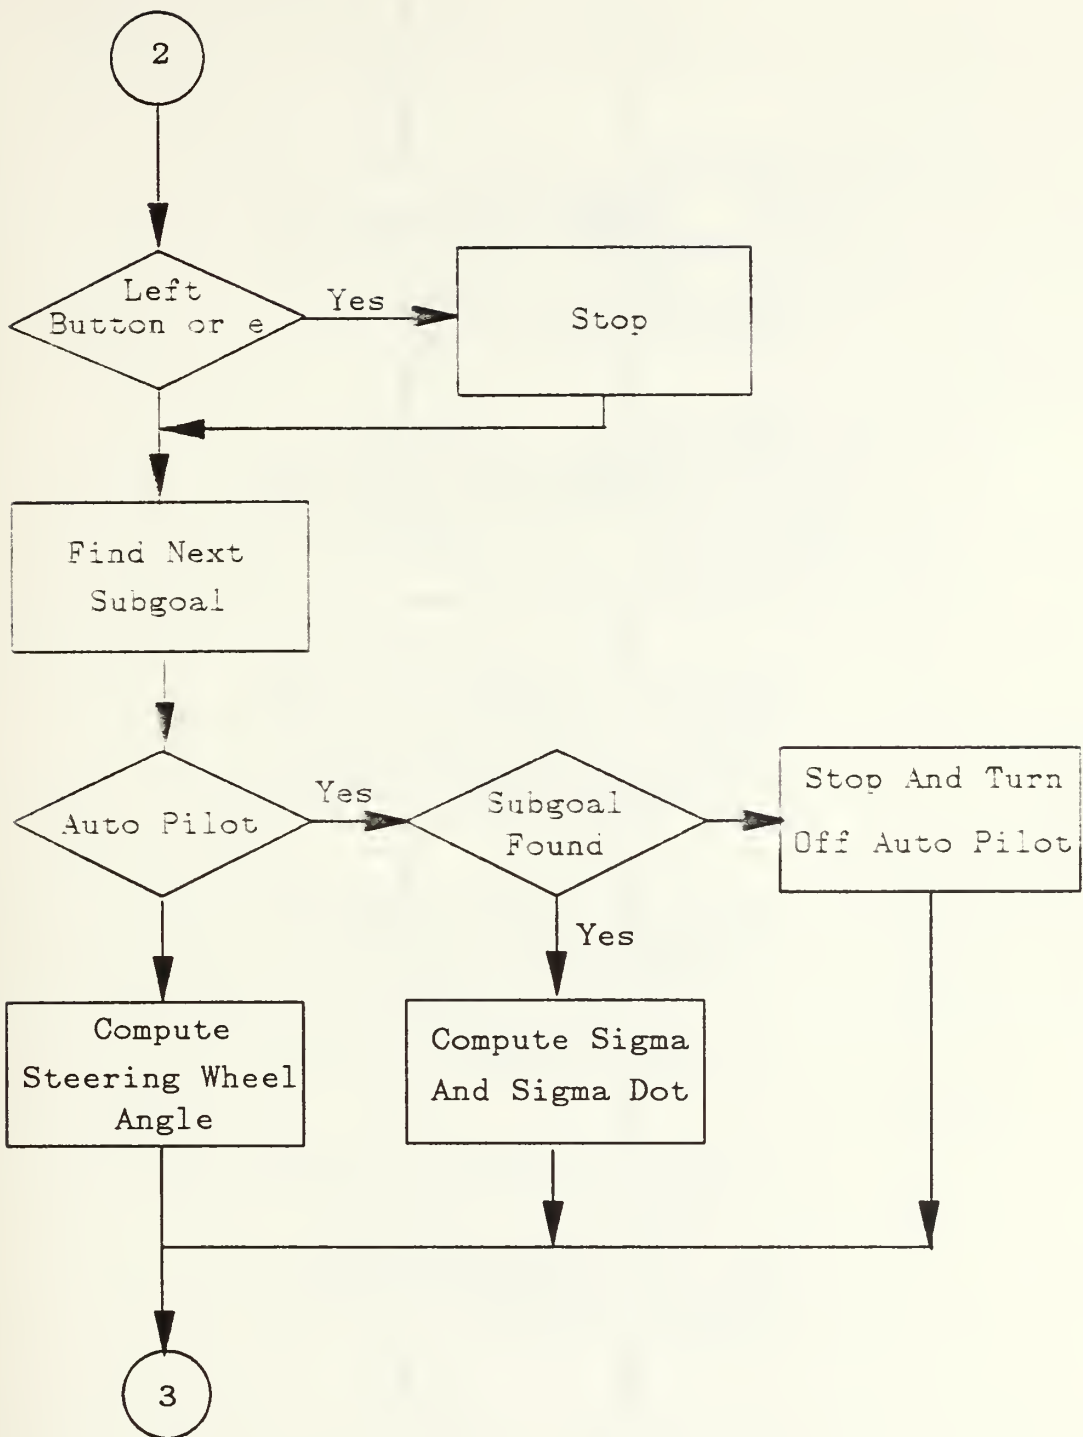 2
Left
Button or e
Yes
Stop
Find Next
Subgoal
Auto Pilot
Yes
Subgoal
Found
Stop And Turn
Off Auto Pilot
Yes
Compute
Steering Wheel
Angle
Compute Sigma
And Sigma Dot
3